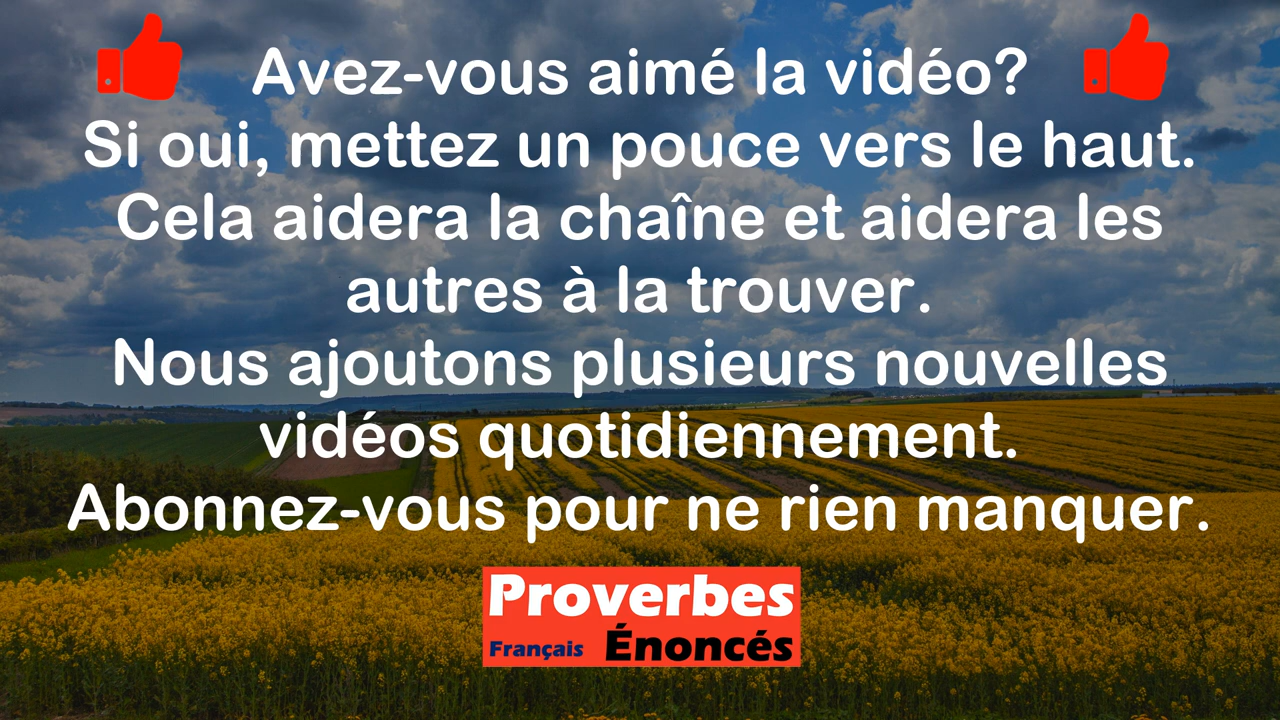 Avez-vous aimé la vidéo?
Si oui, mettez un pouce vers le haut.
Cela aidera la chaîne et aidera les
autres à la trouver.
Nous ajoutons plusieurs nouvelles
vidéos quotidiennement.
Abonnez-vous pour ne rien manquer.
Proverbes
Français Énoncés